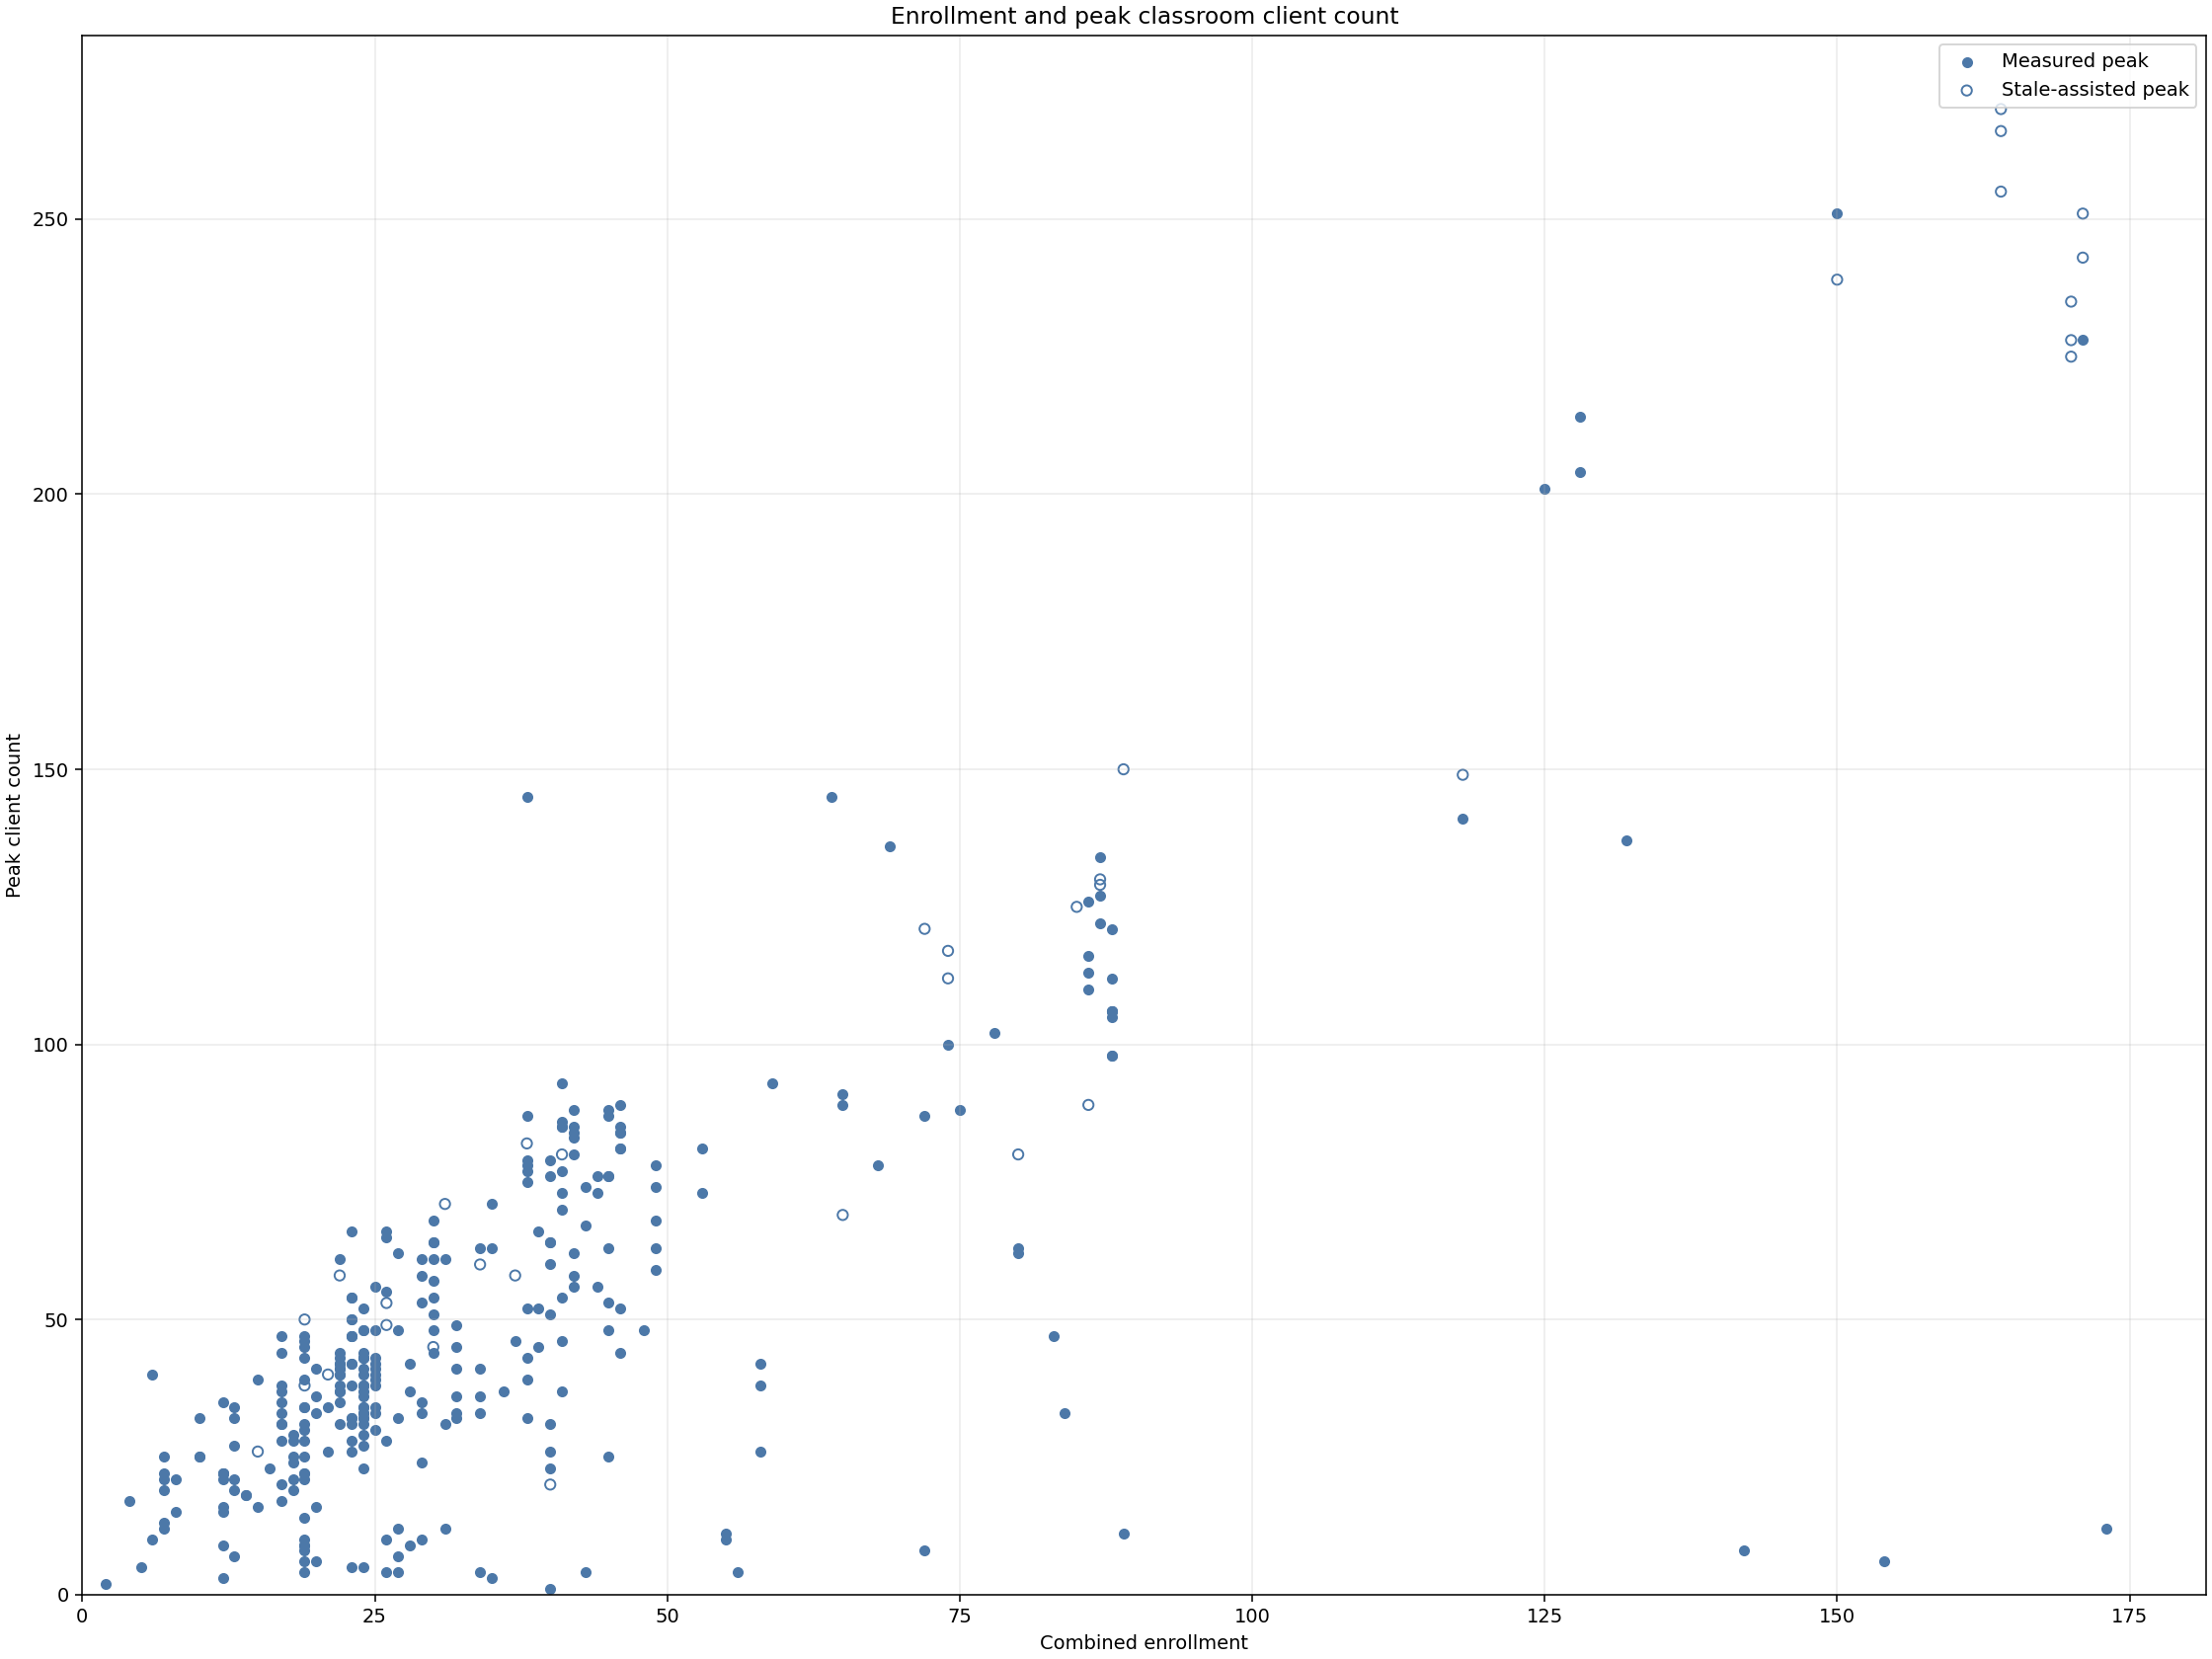 Enrollment and peak classroom client count
Measured peak
Stale-assisted peak
Peak client count
250
200
150
100
50
0
0 25 50 75 100 125 150 175
Combined enrollment